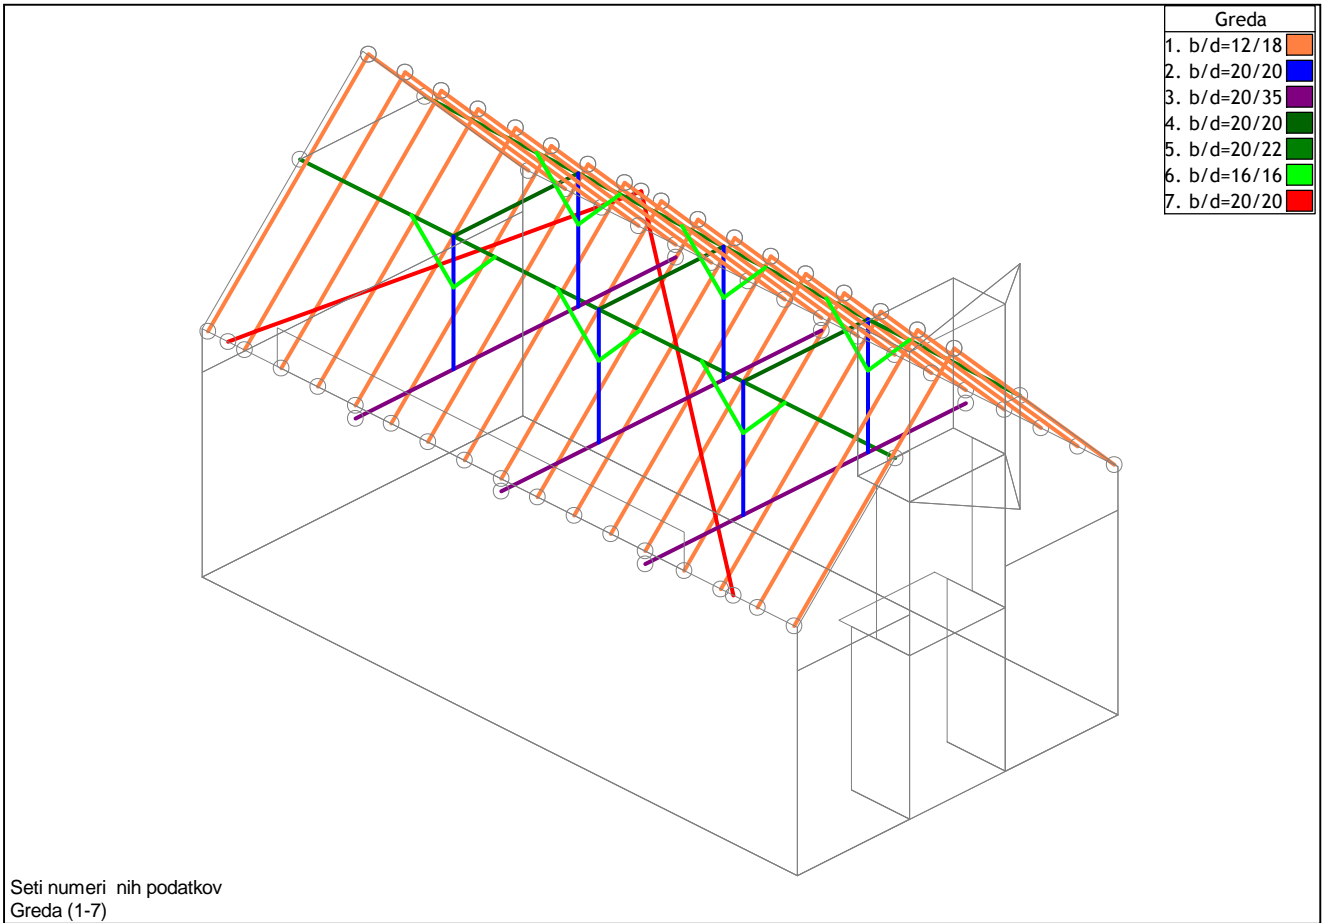 Greda
1. b/d=12/18
2. b/d=20/20
3. b/d=20/35
4. b/d=20/20
5. b/d=20/22
6. b/d=16/16
7. b/d=20/20
Seti numeri nih podatkov
Greda (1-7)